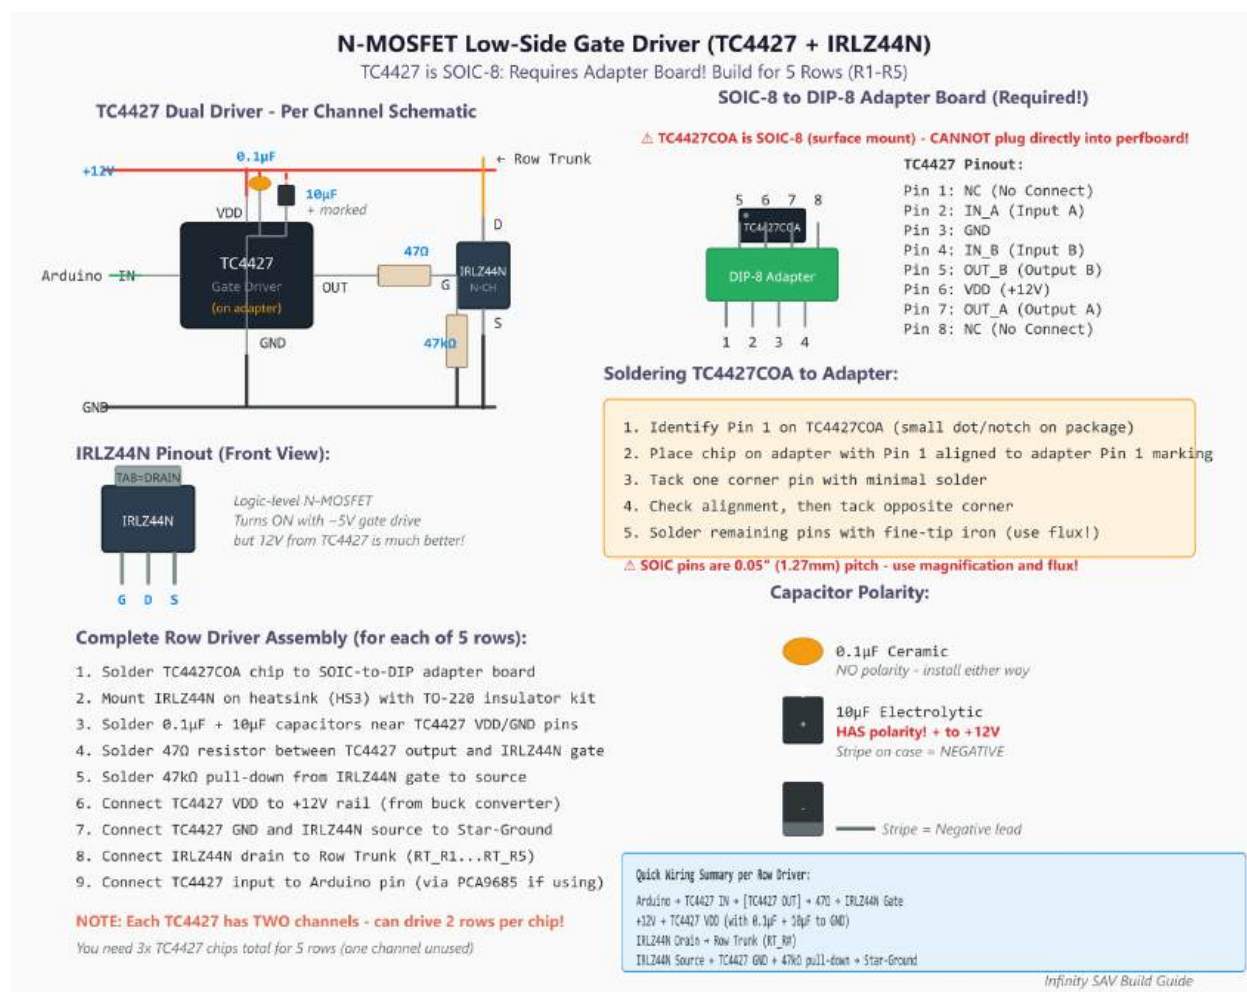 N-MOSFET Low-Side Gate Driver (TC4427 + IRLZ44N)
TC4427 is SOIC-8: Requires Adapter Board! Build for 5 Rows (R1-R5)
TC4427 Dual Driver - Per Channel Schematic
0.1µF
← Row Trunk
+12V
10µF
+ marked
VDD
D
TC4427
Gate Driver
(on adapter)
47Ω
IRLZ44N
N-CH
Arduino
IN
OUT
G
S
47kΩ
GND
GND
IRLZ44N Pinout (Front View):
TAB=DRAIN
IRLZ44N
G D S
Logic-level N-MOSFET
Turns ON with ~5V gate drive
but 12V from TC4427 is much better!
Complete Row Driver Assembly (for each of 5 rows):
1. Solder TC4427COA chip to SOIC-to-DIP adapter board
2. Mount IRLZ44N on heatsink (HS3) with TO-220 insulator kit
3. Solder 0.1µF + 10µF capacitors near TC4427 VDD/GND pins
4. Solder 47Ω resistor between TC4427 output and IRLZ44N gate
5. Solder 47kΩ pull-down from IRLZ44N gate to source
6. Connect TC4427 VDD to +12V rail (from buck converter)
7. Connect TC4427 GND and IRLZ44N source to Star-Ground
8. Connect IRLZ44N drain to Row Trunk (RT_R1...RT_R5)
9. Connect TC4427 input to Arduino pin (via PCA9685 if using)
NOTE: Each TC4427 has TWO channels - can drive 2 rows per chip!
You need 3x TC4427 chips total for 5 rows (one channel unused)
SOIC-8 to DIP-8 Adapter Board (Required!)
⚠ TC4427COA is SOIC-8 (surface mount) - CANNOT plug directly into perfboard!
5 6 7 8
TC4427COA
DIP-8 Adapter
1 2 3 4
TC4427 Pinout:
Pin 1: NC (No Connect)
Pin 2: IN_A (Input A)
Pin 3: GND
Pin 4: IN_B (Input B)
Pin 5: OUT_B (Output B)
Pin 6: VDD (+12V)
Pin 7: OUT_A (Output A)
Pin 8: NC (No Connect)
Soldering TC4427COA to Adapter:
1. Identify Pin 1 on TC4427COA (small dot/notch on package)
2. Place chip on adapter with Pin 1 aligned to adapter Pin 1 marking
3. Tack one corner pin with minimal solder
4. Check alignment, then tack opposite corner
5. Solder remaining pins with fine-tip iron (use flux!)
⚠ SOIC pins are 0.05" (1.27mm) pitch - use magnification and flux!
Capacitor Polarity:
0.1µF Ceramic
NO polarity - install either way
+
10µF Electrolytic
HAS polarity! + to +12V
Stripe on case = NEGATIVE
-
Stripe = Negative lead
Quick Wiring Summary per Row Driver:
Arduino → TC4427 IN → [TC4427 OUT] → 47Ω → IRLZ44N Gate
+12V → TC4427 VDD (with 0.1µF + 10µF to GND)
IRLZ44N Drain → Row Trunk (RT_R#)
IRLZ44N Source + TC4427 GND + 47kΩ pull-down → Star-Ground
Infinity SAV Build Guide